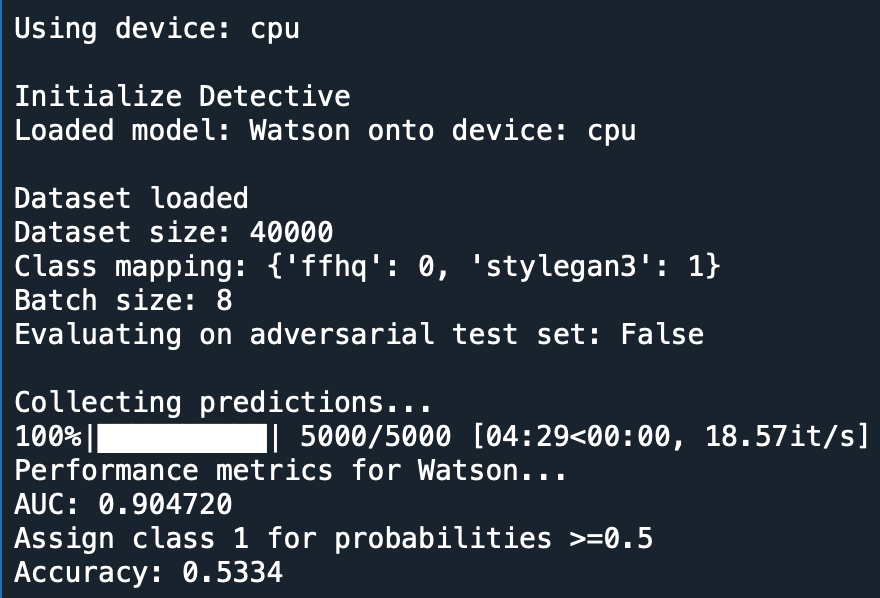 Using device: cpu
Initialize Detective
Loaded model: Watson onto device: cpu
Dataset loaded
Dataset size: 40000
Class mapping: {'ffhq': 0, 'stylegan3': 1}
Batch size: 8
Evaluating on adversarial test set: False
Collecting predictions...
100%|██████████| 5000/5000 [04:29<00:00, 18.57it/s]
Performance metrics for Watson...
AUC: 0.904720
Assign class 1 for probabilities >=0.5
Accuracy: 0.5334